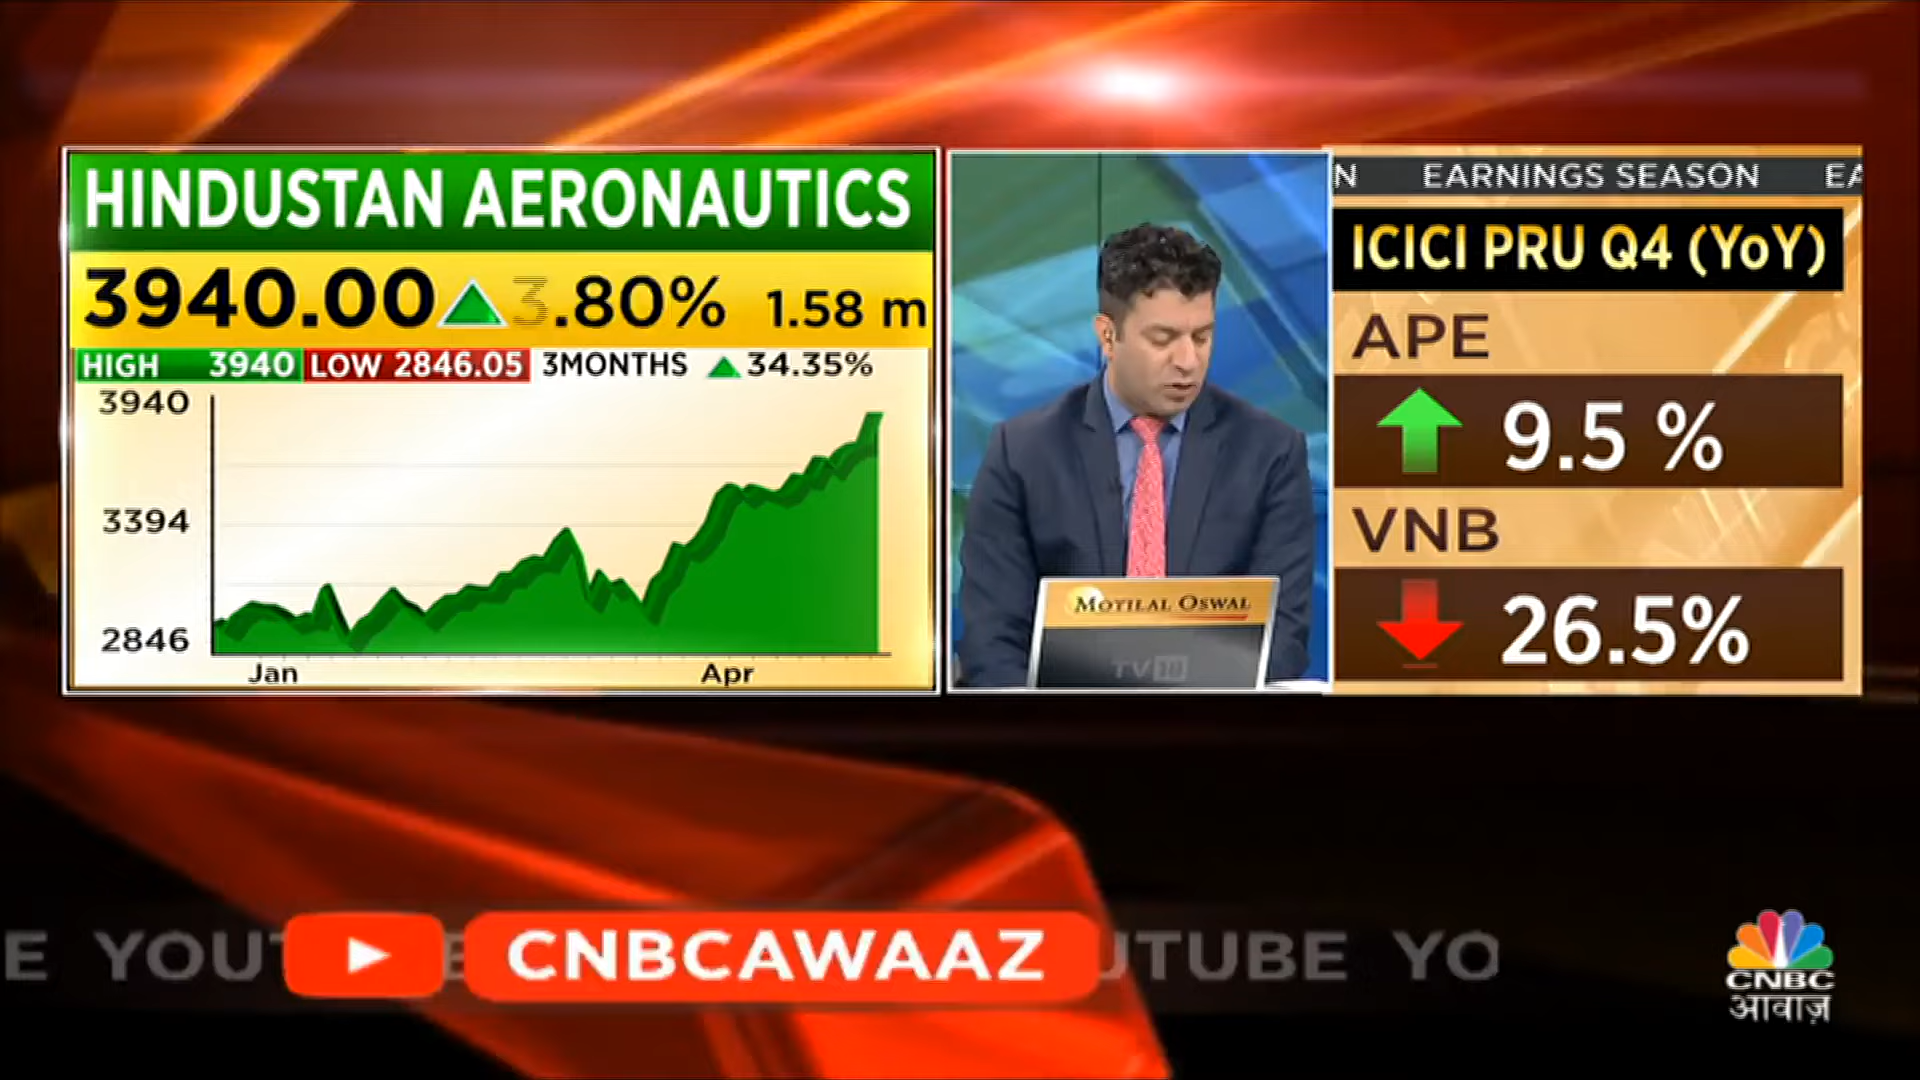 HINDUSTAN AERONAUTICS
3940.00 3.80% 1.58 m
HIGH 3940 LOW 2846.05 3MONTHS 34.35%
3940
3394
2846
Jan Apr
MOTILAL OSWAL
TV18
N EARNINGS SEASON EA
ICICI PRU Q4 (YoY)
APE
9.5 %
VNB
26.5%
E YOUT E CNBCAWAAZ UTUBE YO
CNBC
आवाज़